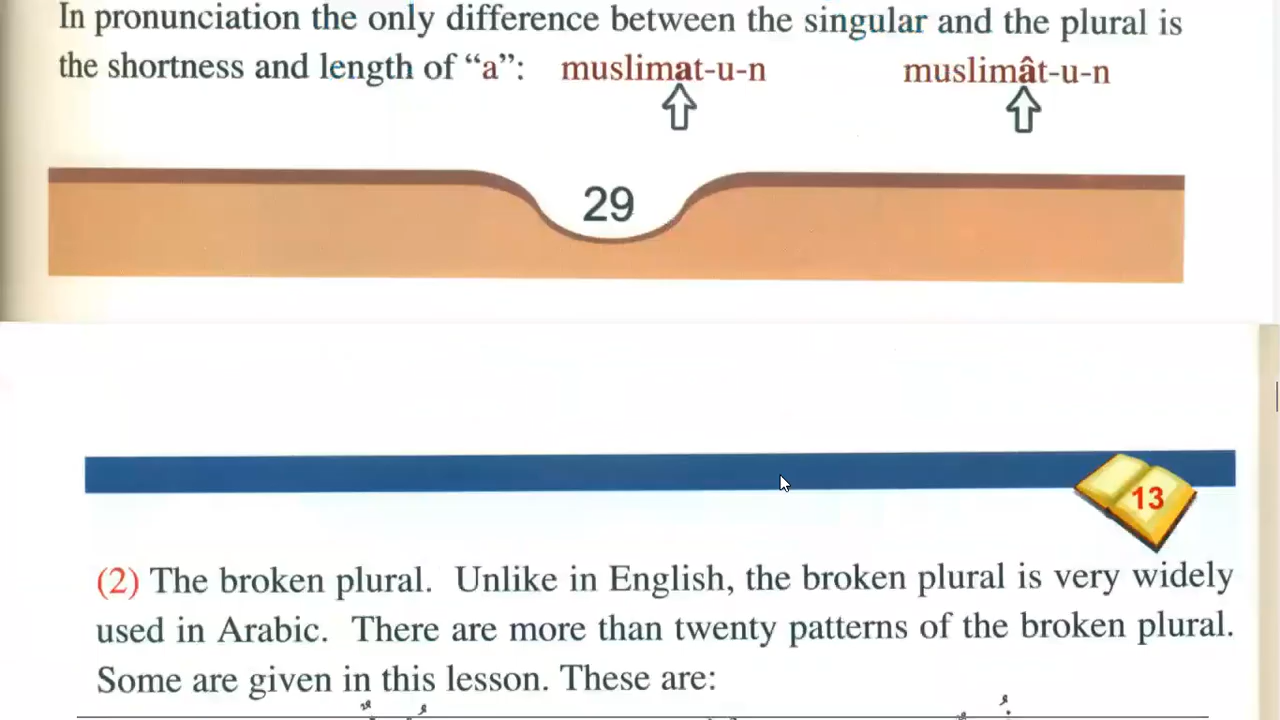 In pronunciation the only difference between the singular and the plural is
the shortness and length of “a”: muslimat-u-n muslimât-u-n
29
13
(2) The broken plural. Unlike in English, the broken plural is very widely
used in Arabic. There are more than twenty patterns of the broken plural.
Some are given in this lesson. These are: